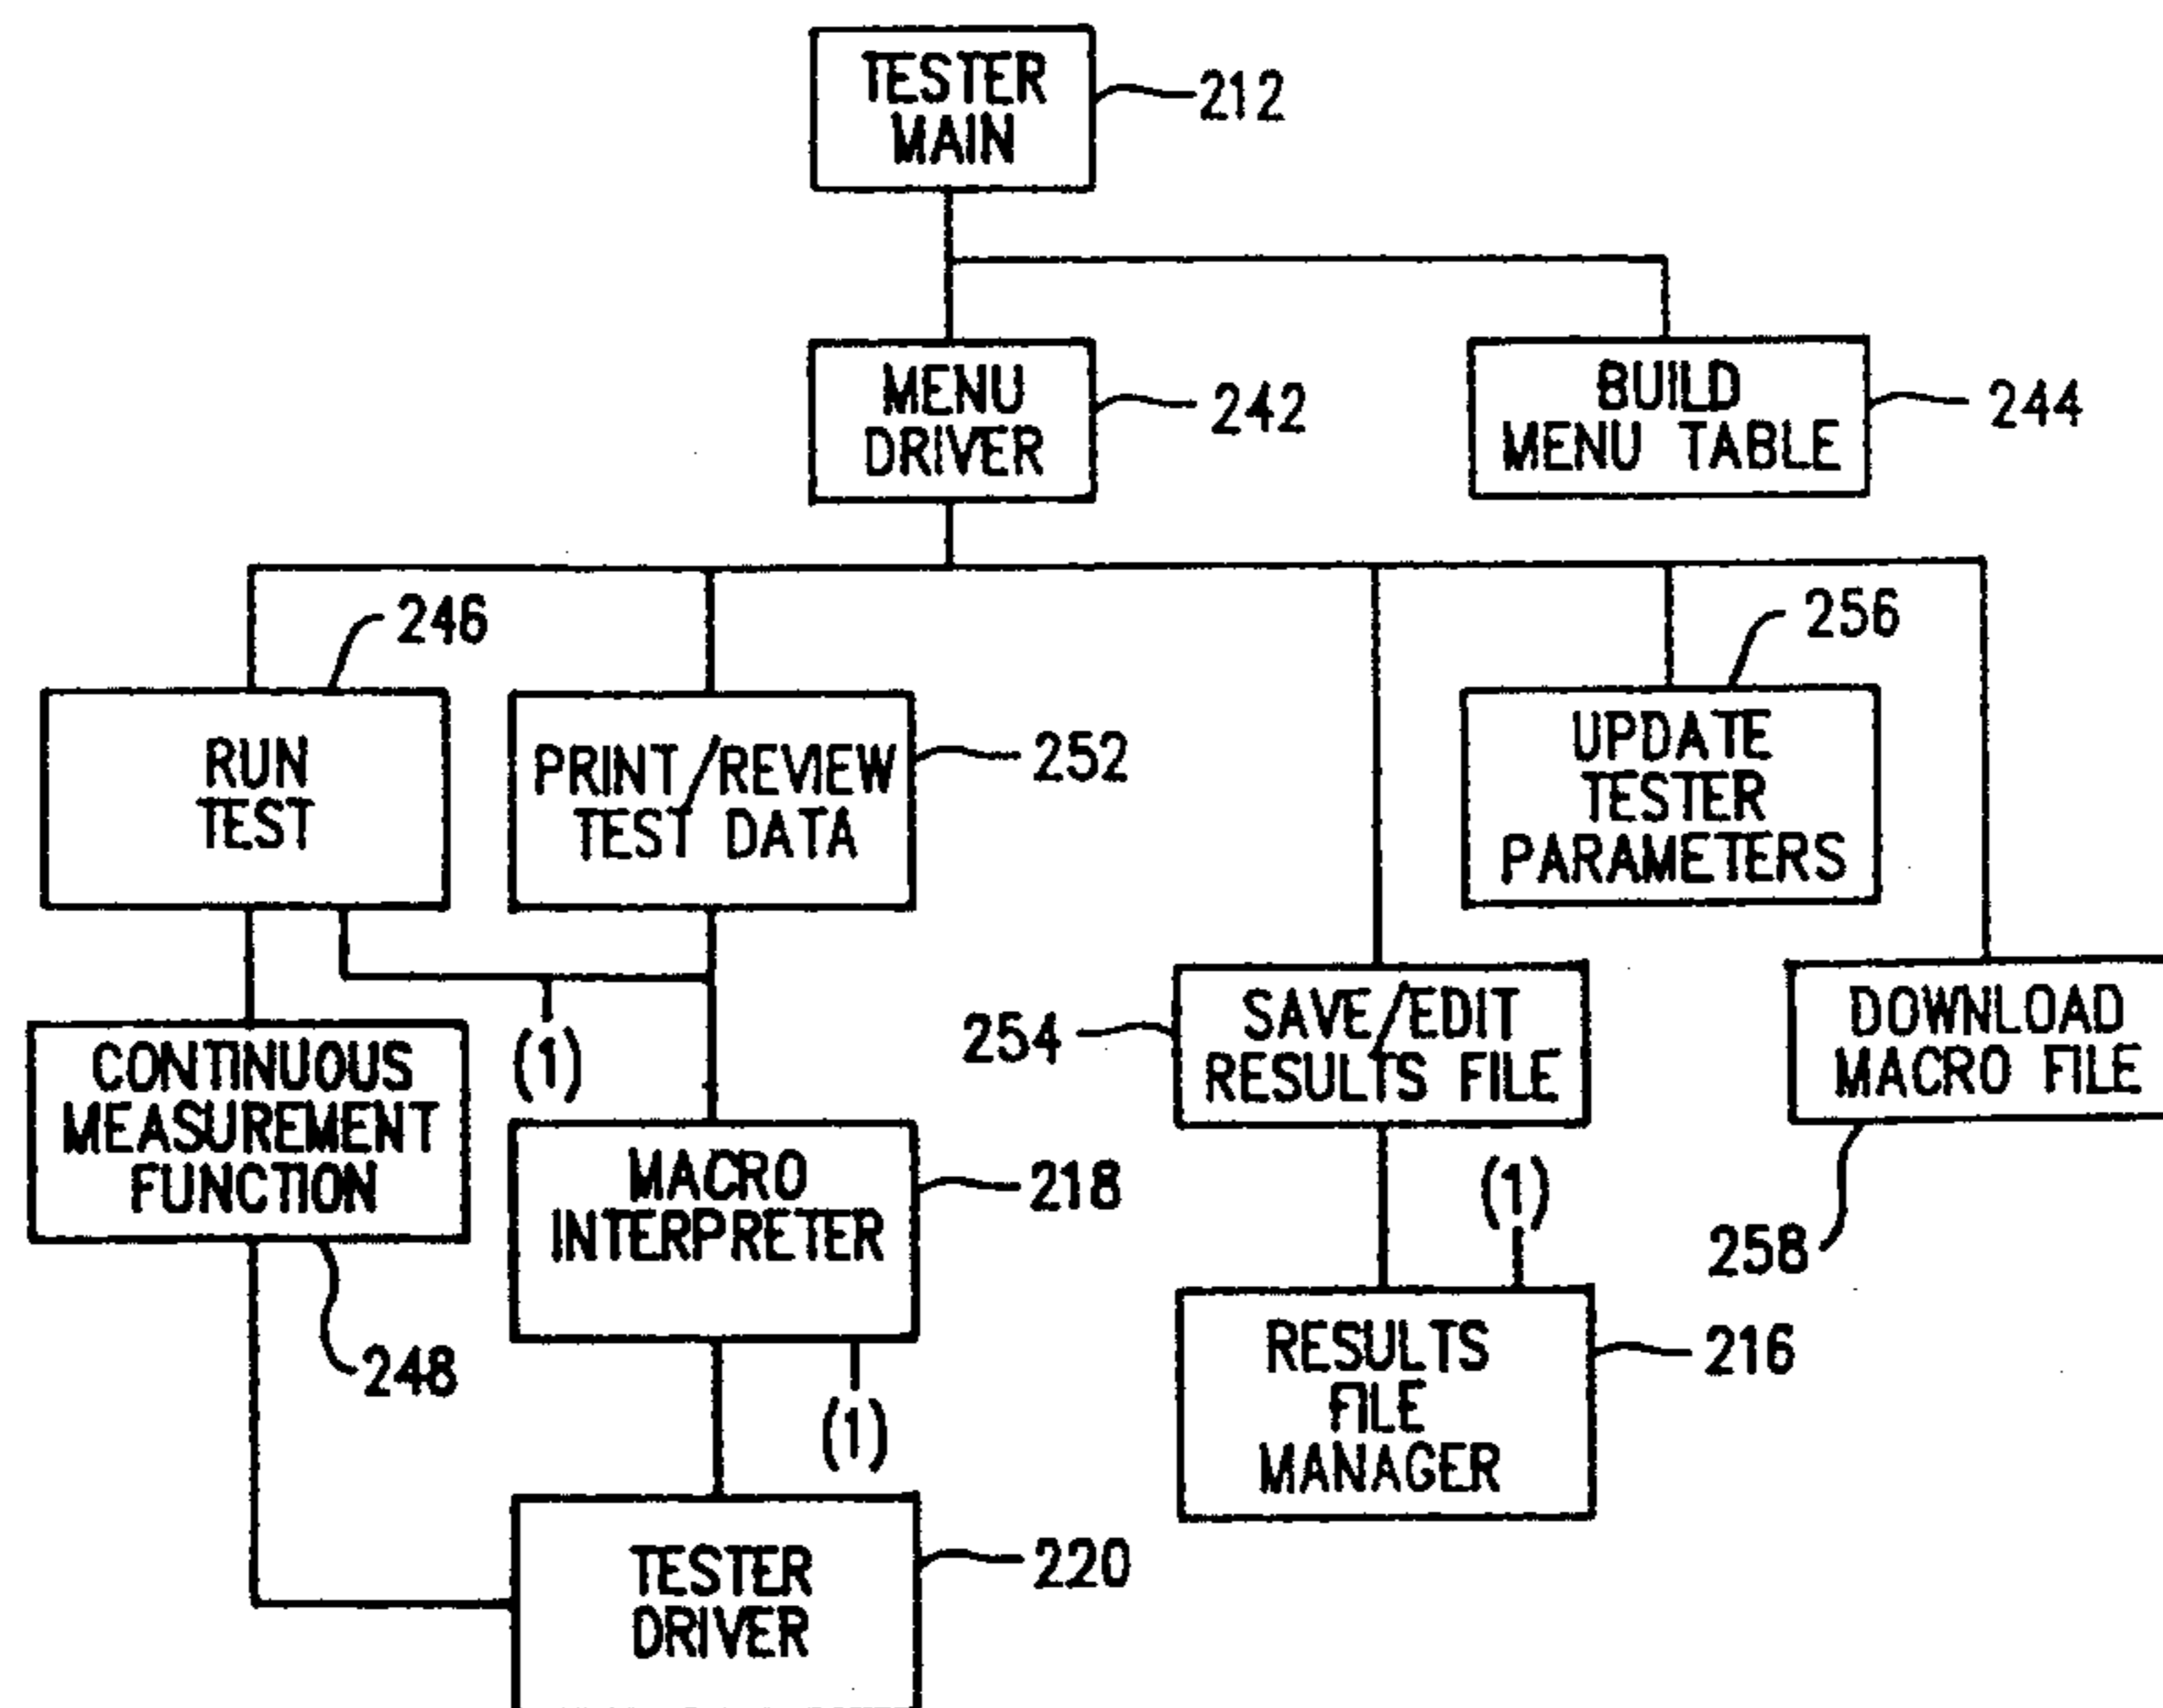 TESTER
MAIN
212
MENU
DRIVER
242
BUILD
MENU TABLE
244
246
256
RUN
TEST
PRINT/REVIEW
TEST DATA
252
UPDATE
TESTER
PARAMETERS
(1)
CONTINUOUS
MEASUREMENT
FUNCTION
248
254
SAVE/EDIT
RESULTS FILE
DOWNLOAD
MACRO FILE
258
MACRO
INTERPRETER
218
(1)
(1)
RESULTS
FILE
MANAGER
216
TESTER
DRIVER
220